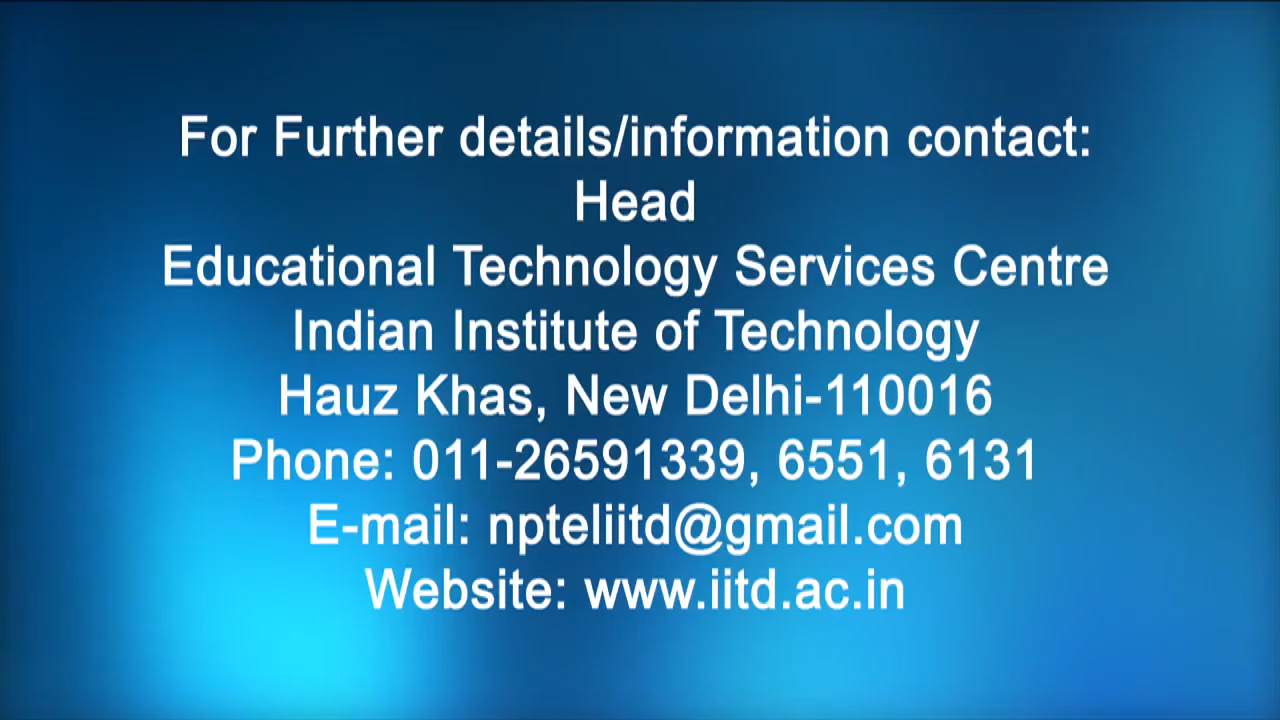 For Further details/information contact:
Head
Educational Technology Services Centre
Indian Institute of Technology
Hauz Khas, New Delhi-110016
Phone: 011-26591339, 6551, 6131
E-mail: npteliitd@gmail.com
Website: www.iitd.ac.in